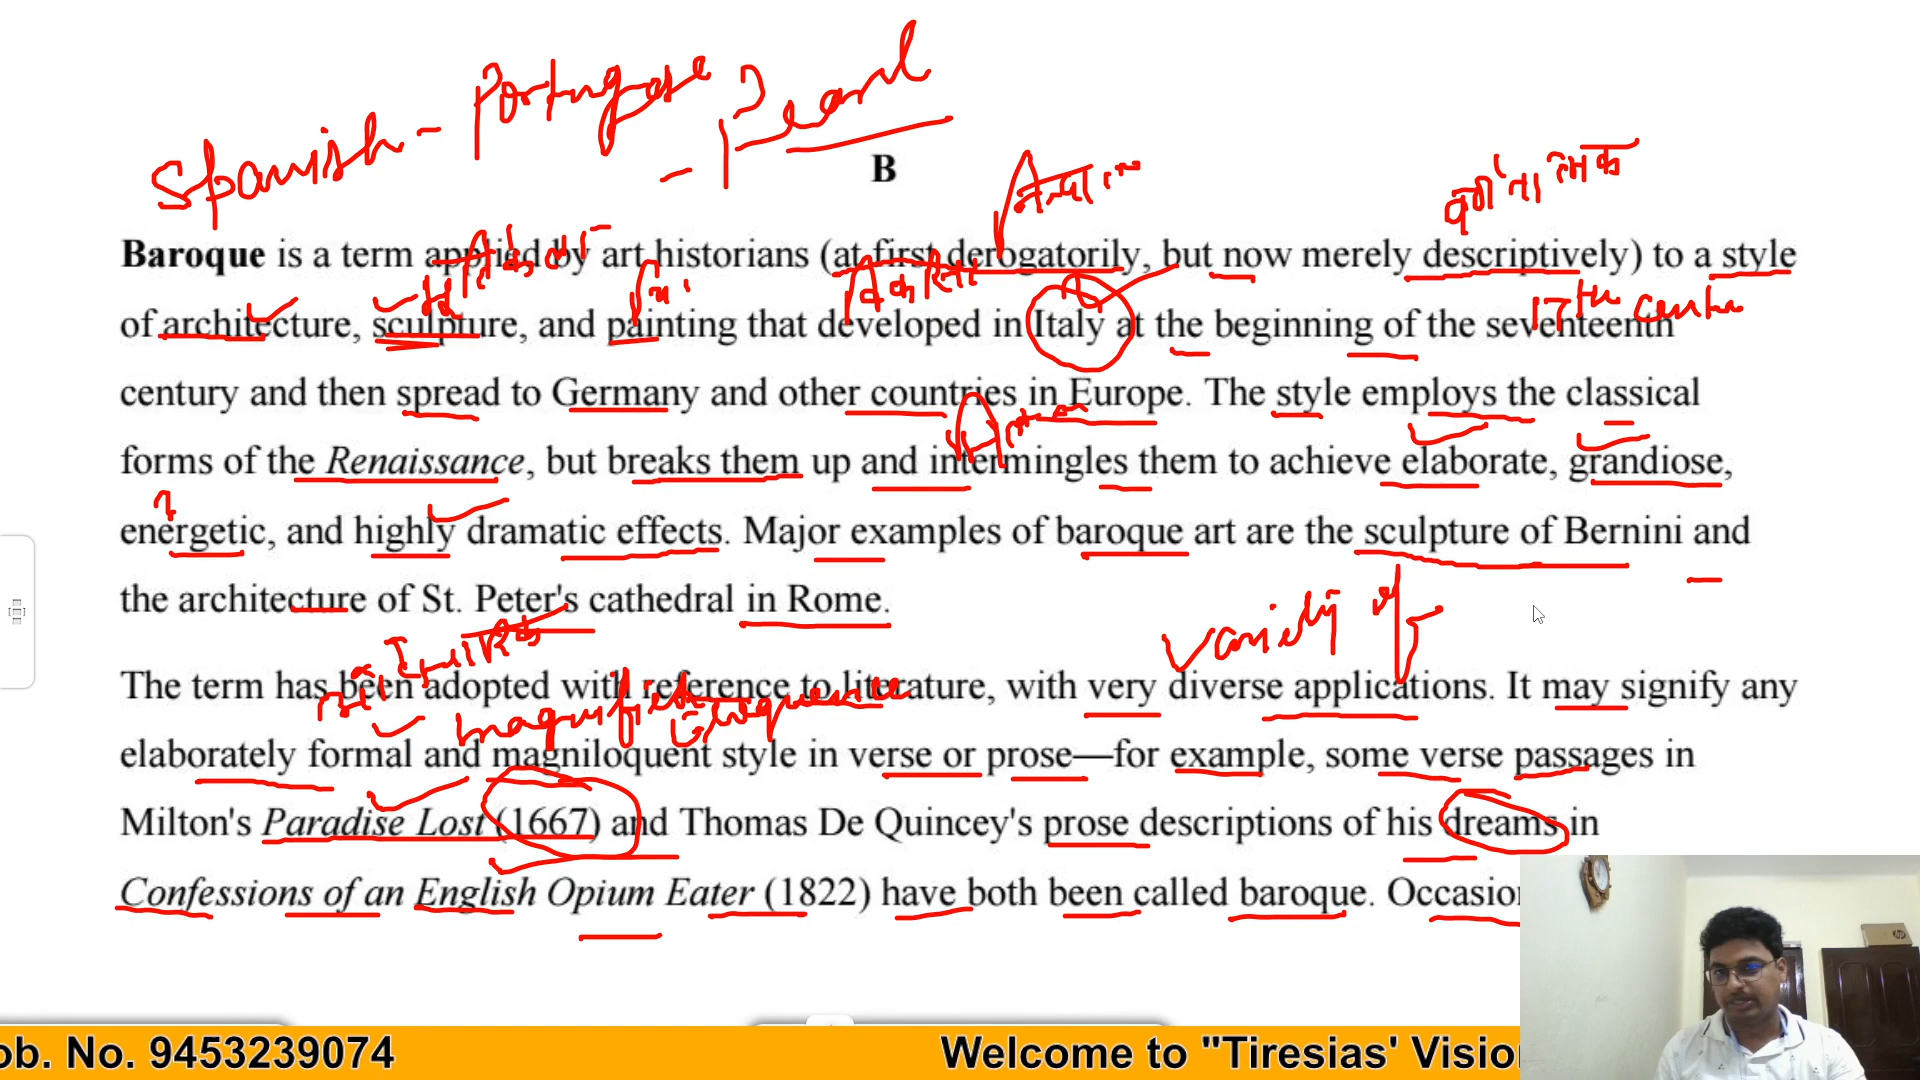 Spanish - Portuguese - Pearl
B
Baroque is a term applied by art historians (at first derogatorily, but now merely descriptively) to a style
17th
of architecture, sculpture, and painting that developed in Italy at the beginning of the seventeenth
century and then spread to Germany and other countries in Europe. The style employs the classical
forms of the Renaissance, but breaks them up and intermingles them to achieve elaborate, grandiose,
energetic, and highly dramatic effects. Major examples of baroque art are the sculpture of Bernini and
the architecture of St. Peter's cathedral in Rome.
variety of
The term has been adopted with reference to literature, with very diverse applications. It may signify any
elaborately formal and magniloquent style in verse or prose—for example, some verse passages in
Milton's Paradise Lost (1667) and Thomas De Quincey's prose descriptions of his dreams in
Confessions of an English Opium Eater (1822) have both been called baroque. Occasion
ob. No. 9453239074
Welcome to "Tiresias' Vision